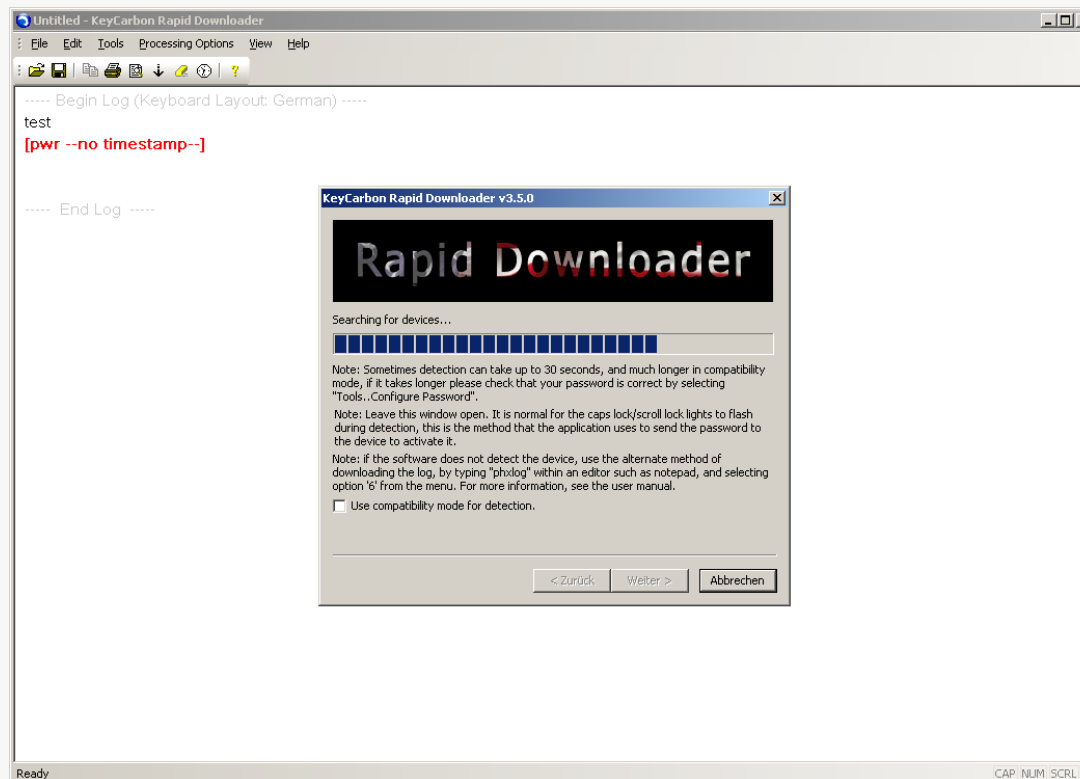 Untitled - KeyCarbon Rapid Downloader
File Edit Tools Processing Options View Help
----- Begin Log (Keyboard Layout: German) -----
test
[pwr --no timestamp--]
----- End Log -----
KeyCarbon Rapid Downloader v3.5.0
Rapid Downloader
Searching for devices...
Note: Sometimes detection can take up to 30 seconds, and much longer in compatibility
mode, if it takes longer please check that your password is correct by selecting
"Tools..Configure Password".
Note: Leave this window open. It is normal for the caps lock/scroll lock lights to flash
during detection, this is the method that the application uses to send the password to
the device to activate it.
Note: if the software does not detect the device, use the alternate method of
downloading the log, by typing "phxlog" within an editor such as notepad, and selecting
option '6' from the menu. For more information, see the user manual.
Use compatibility mode for detection.
< Zurück Weiter > Abbrechen
Ready CAP NUM SCRL